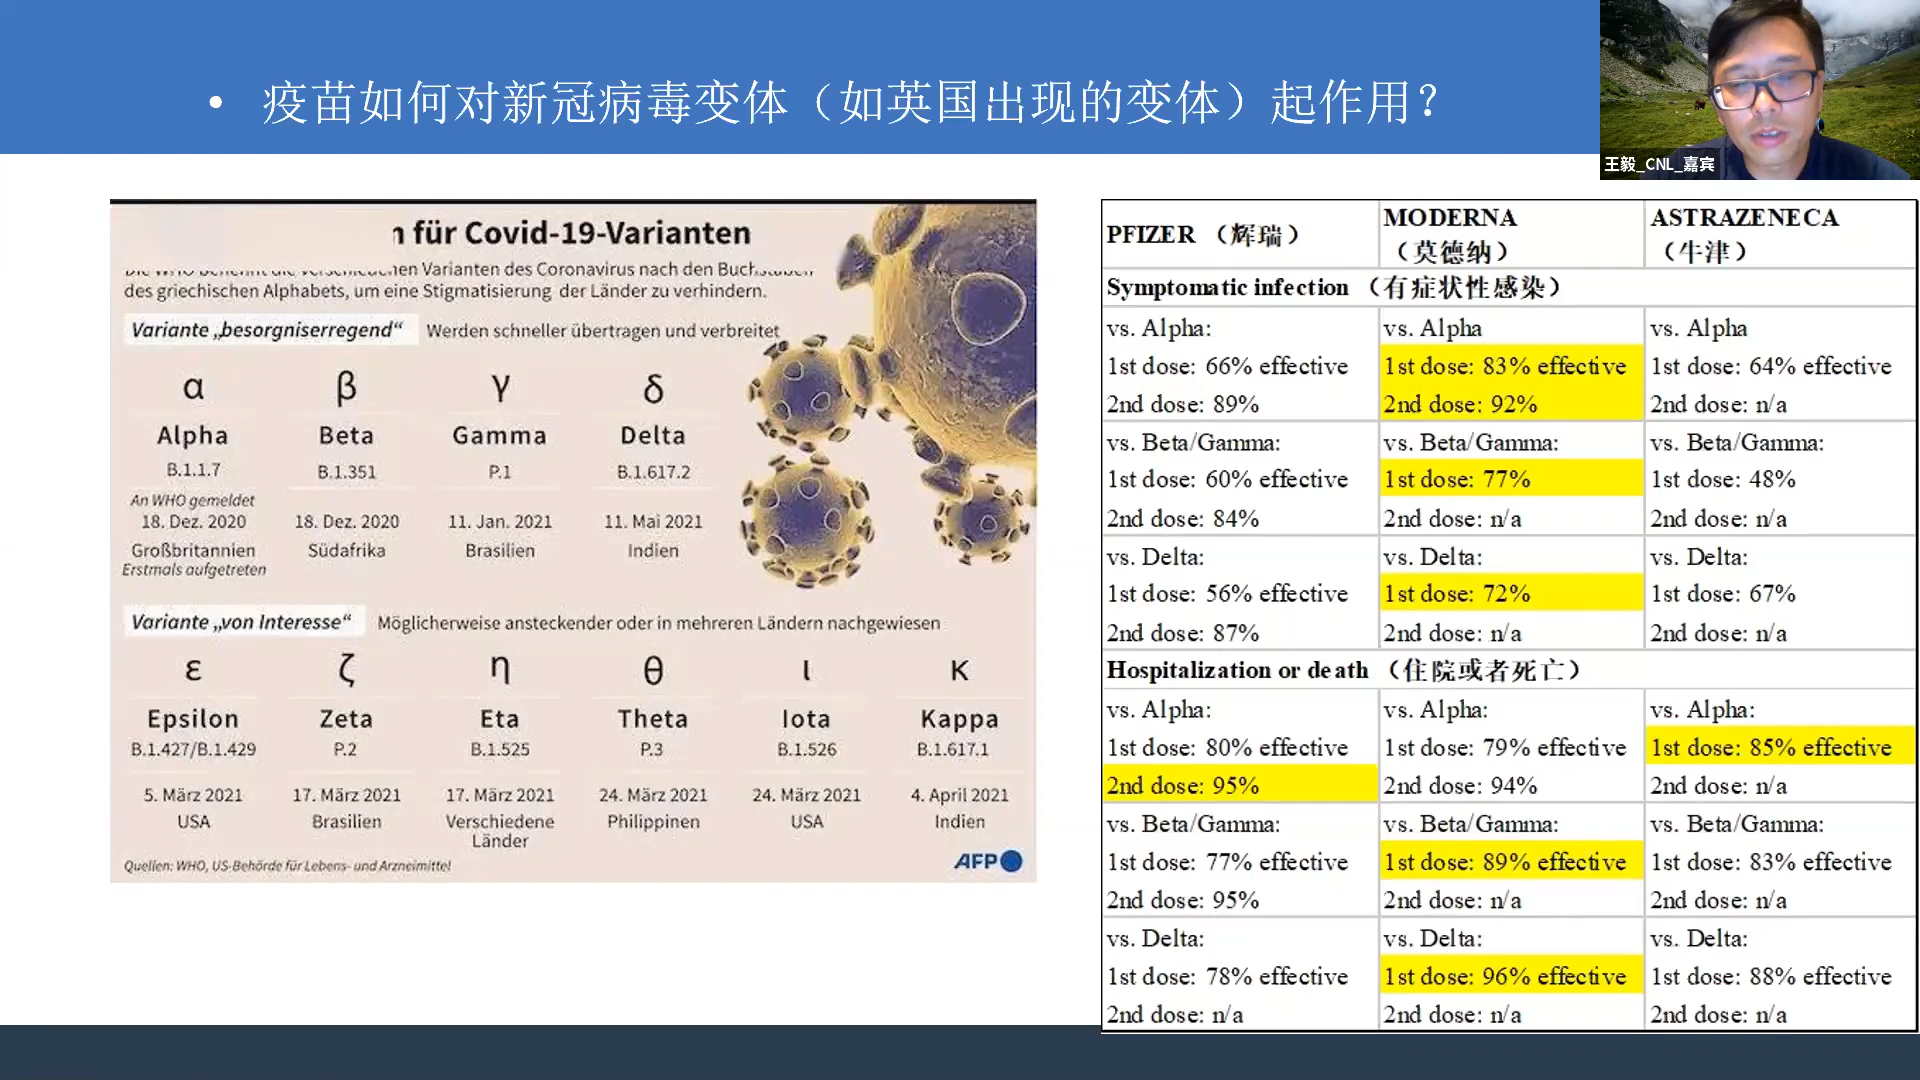 • 疫苗如何对新冠病毒变体（如英国出现的变体）起作用？
王毅_CNL_嘉宾
für Covid-19-Varianten
Varianten des Coronavirus nach den Buchstaben
des griechischen Alphabets, um eine Stigmatisierung der Länder zu verhindern.
Variante „besorgniserregend“ Werden schneller übertragen und verbreitet
α β γ δ
Alpha Beta Gamma Delta
B.1.1.7 B.1.351 P.1 B.1.617.2
An WHO gemeldet
18. Dez. 2020 18. Dez. 2020 11. Jan. 2021 11. Mai 2021
Großbritannien Südafrika Brasilien Indien
Erstmals aufgetreten
Variante „von Interesse“ Möglicherweise ansteckender oder in mehreren Ländern nachgewiesen
ε ζ η θ ι κ
Epsilon Zeta Eta Theta Iota Kappa
B.1.427/B.1.429 P.2 B.1.525 P.3 B.1.526 B.1.617.1
5. März 2021 17. März 2021 17. März 2021 24. März 2021 24. März 2021 4. April 2021
USA Brasilien Verschiedene Länder Philippinen USA Indien
Quellen: WHO, US-Behörde für Lebens- und Arzneimittel
AFP
PFIZER （辉瑞） MODERNA （莫德纳） ASTRAZENECA （牛津）
Symptomatic infection （有症状性感染）
vs. Alpha: vs. Alpha vs. Alpha
1st dose: 66% effective 1st dose: 83% effective 1st dose: 64% effective
2nd dose: 89% 2nd dose: 92% 2nd dose: n/a
vs. Beta/Gamma: vs. Beta/Gamma: vs. Beta/Gamma:
1st dose: 60% effective 1st dose: 77% 1st dose: 48%
2nd dose: 84% 2nd dose: n/a 2nd dose: n/a
vs. Delta: vs. Delta: vs. Delta:
1st dose: 56% effective 1st dose: 72% 1st dose: 67%
2nd dose: 87% 2nd dose: n/a 2nd dose: n/a
Hospitalization or death （住院或者死亡）
vs. Alpha: vs. Alpha: vs. Alpha:
1st dose: 80% effective 1st dose: 79% effective 1st dose: 85% effective
2nd dose: 95% 2nd dose: 94% 2nd dose: n/a
vs. Beta/Gamma: vs. Beta/Gamma: vs. Beta/Gamma:
1st dose: 77% effective 1st dose: 89% effective 1st dose: 83% effective
2nd dose: 95% 2nd dose: n/a 2nd dose: n/a
vs. Delta: vs. Delta: vs. Delta:
1st dose: 78% effective 1st dose: 96% effective 1st dose: 88% effective
2nd dose: n/a 2nd dose: n/a 2nd dose: n/a